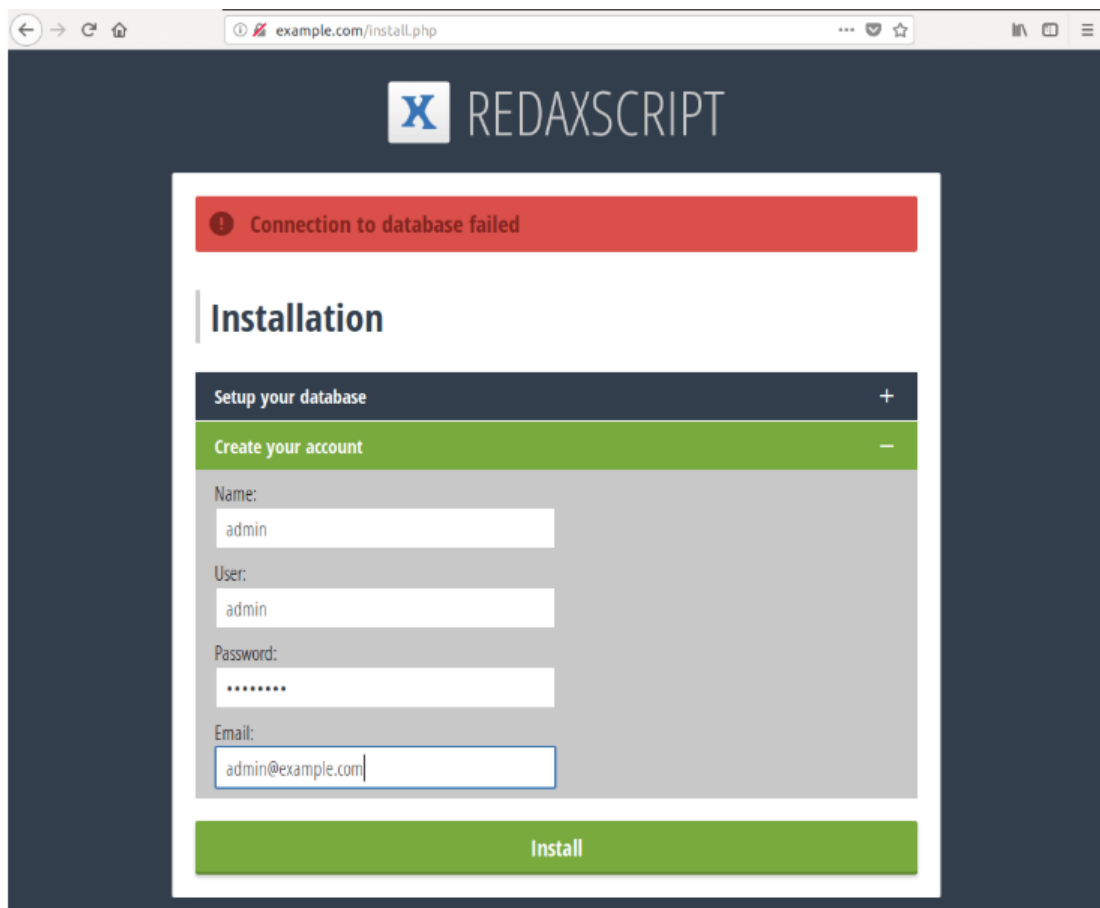 example.com/install.php
X REDAXSCRIPT
Connection to database failed
Installation
Setup your database +
Create your account −
Name:
admin
User:
admin
Password:
••••••••
Email:
admin@example.com
Install